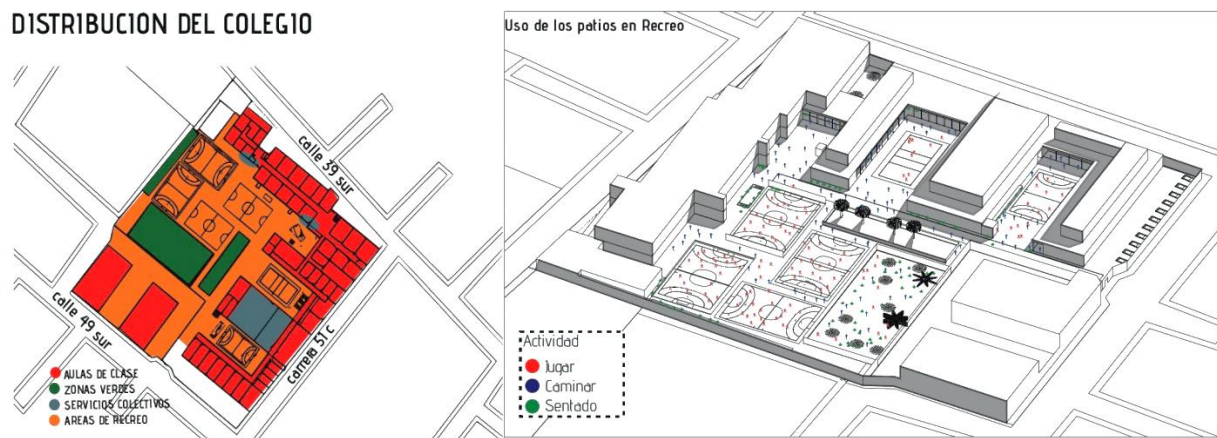 DISTRIBUCION DEL COLEGIO
calle 39 sur
calle 49 sur
carrera 51 c
AULAS DE CLASE
ZONAS VERDES
SERVICIOS COLECTIVOS
AREAS DE RECREO
Uso de los patios en Recreo
Actividad
Jugar
Caminar
Sentado